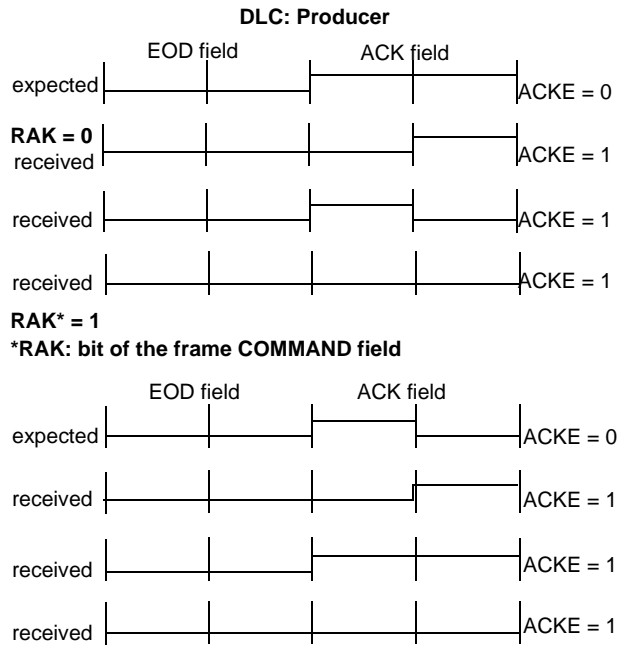 DLC: Producer
EOD field ACK field
expected ACKE = 0
RAK = 0
received ACKE = 1
received ACKE = 1
received ACKE = 1
RAK* = 1
*RAK: bit of the frame COMMAND field
EOD field ACK field
expected ACKE = 0
received ACKE = 1
received ACKE = 1
received ACKE = 1